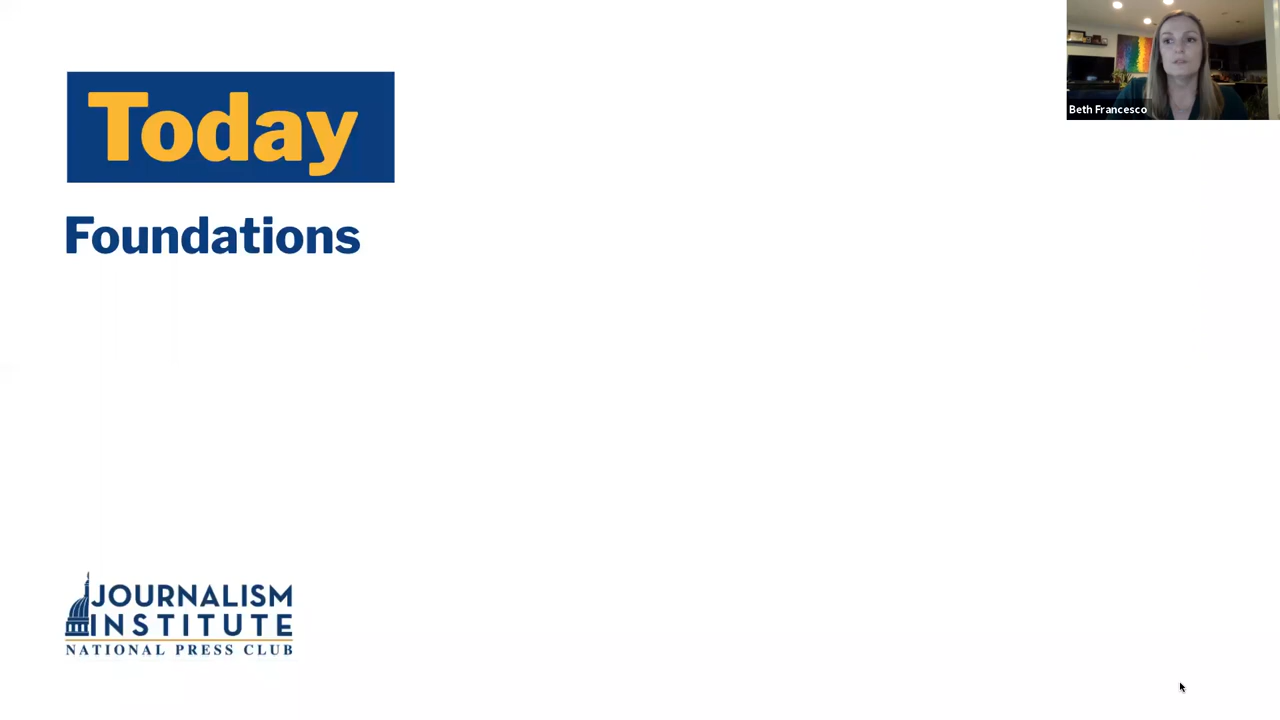 Today
Foundations
Beth Francesco
JOURNALISM
INSTITUTE
NATIONAL PRESS CLUB